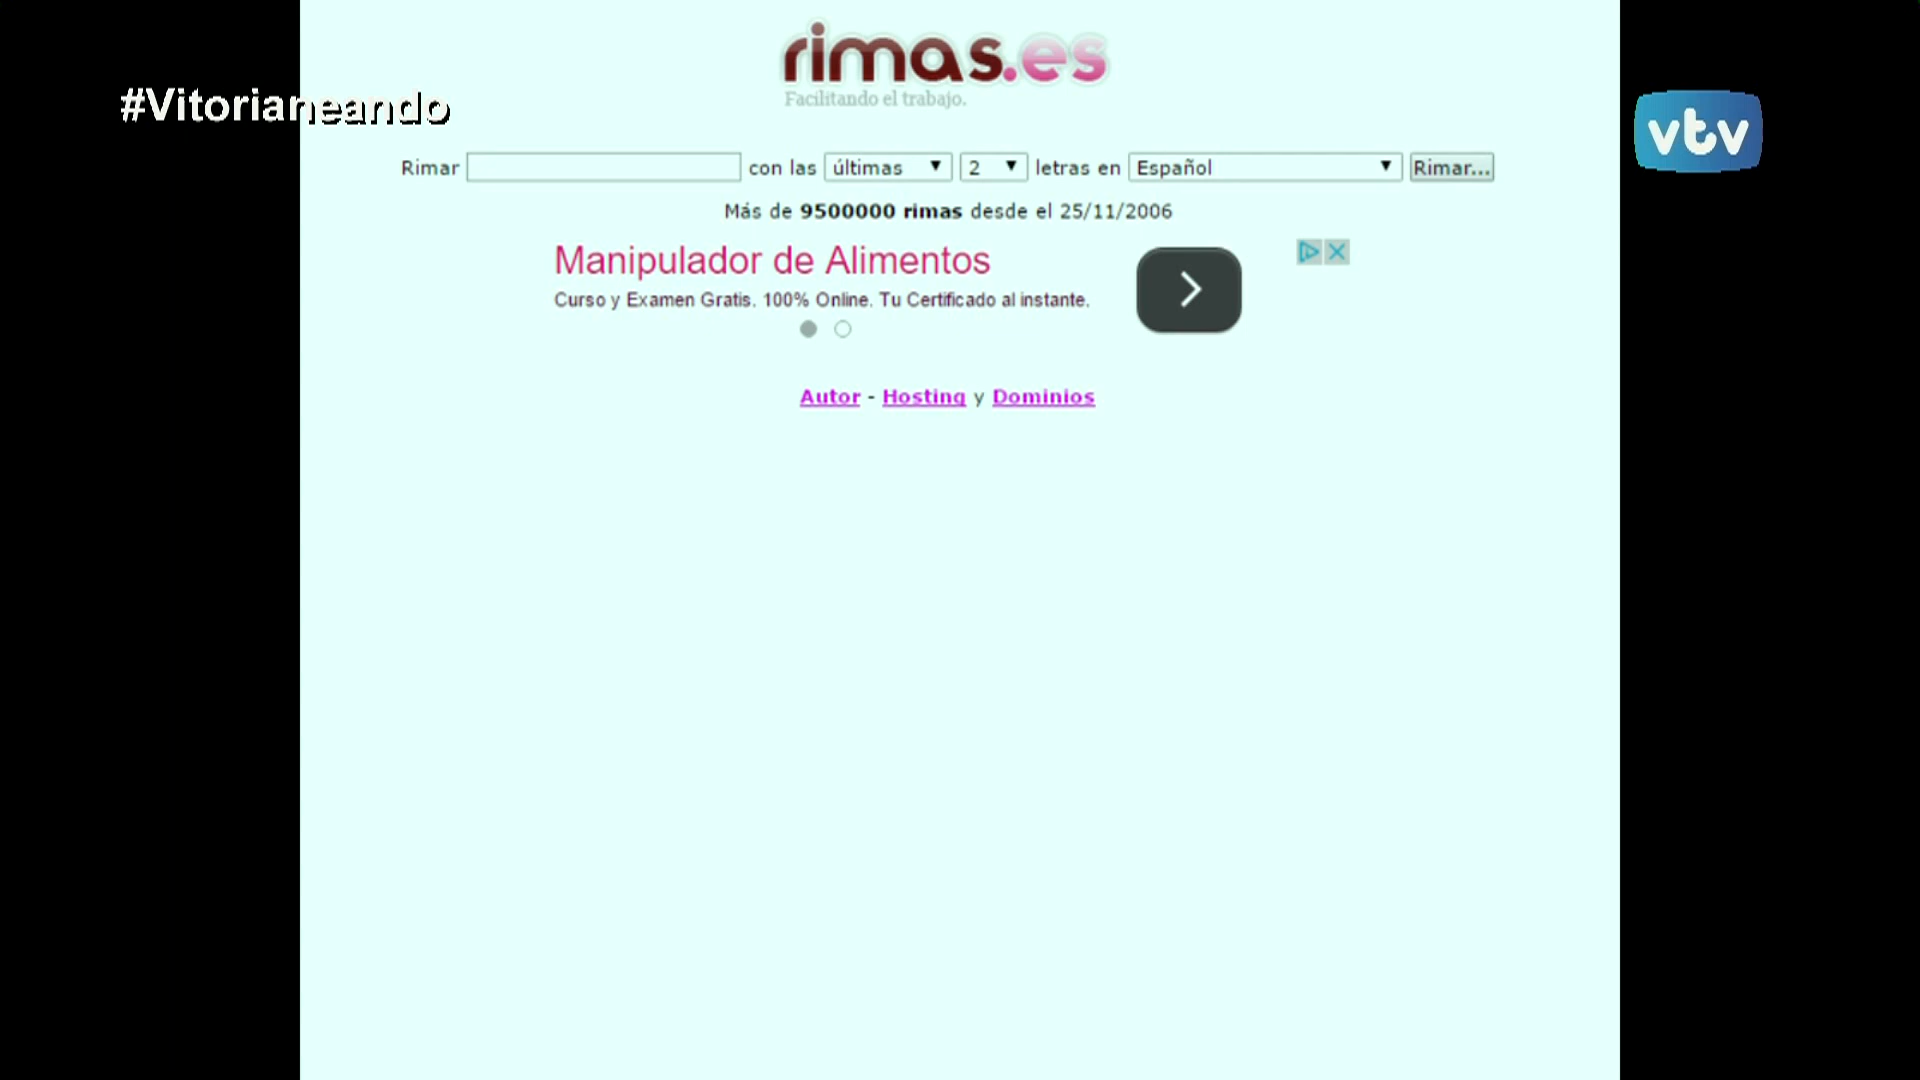 rimas.es
Facilitando el trabajo.
#Vitorianeando
vtv
Rimar con las últimas 2 letras en Español Rimar...
Más de 9500000 rimas desde el 25/11/2006
Manipulador de Alimentos
Curso y Examen Gratis. 100% Online. Tu Certificado al instante.
Autor - Hosting y Dominios